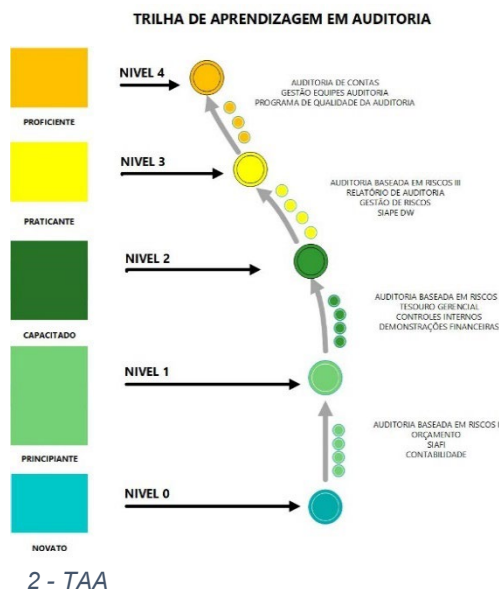 TRILHA DE APRENDIZAGEM EM AUDITORIA
NIVEL 4
PROFICIENTE
AUDITORIA DE CONTAS
GESTÃO EQUIPES AUDITORIA
PROGRAMA DE QUALIDADE DA AUDITORIA
NIVEL 3
PRATICANTE
AUDITORIA BASEADA EM RISCOS III
RELATÓRIO DE AUDITORIA
GESTÃO DE RISCOS
SIAPE DW
NIVEL 2
CAPACITADO
AUDITORIA BASEADA EM RISCOS
TESOURO GERENCIAL
CONTROLES INTERNOS
DEMONSTRAÇÕES FINANCEIRAS
NIVEL 1
PRINCIPIANTE
AUDITORIA BASEADA EM RISCOS I
ORÇAMENTO
SIAFI
CONTABILIDADE
NIVEL 0
NOVATO
2 - TAA